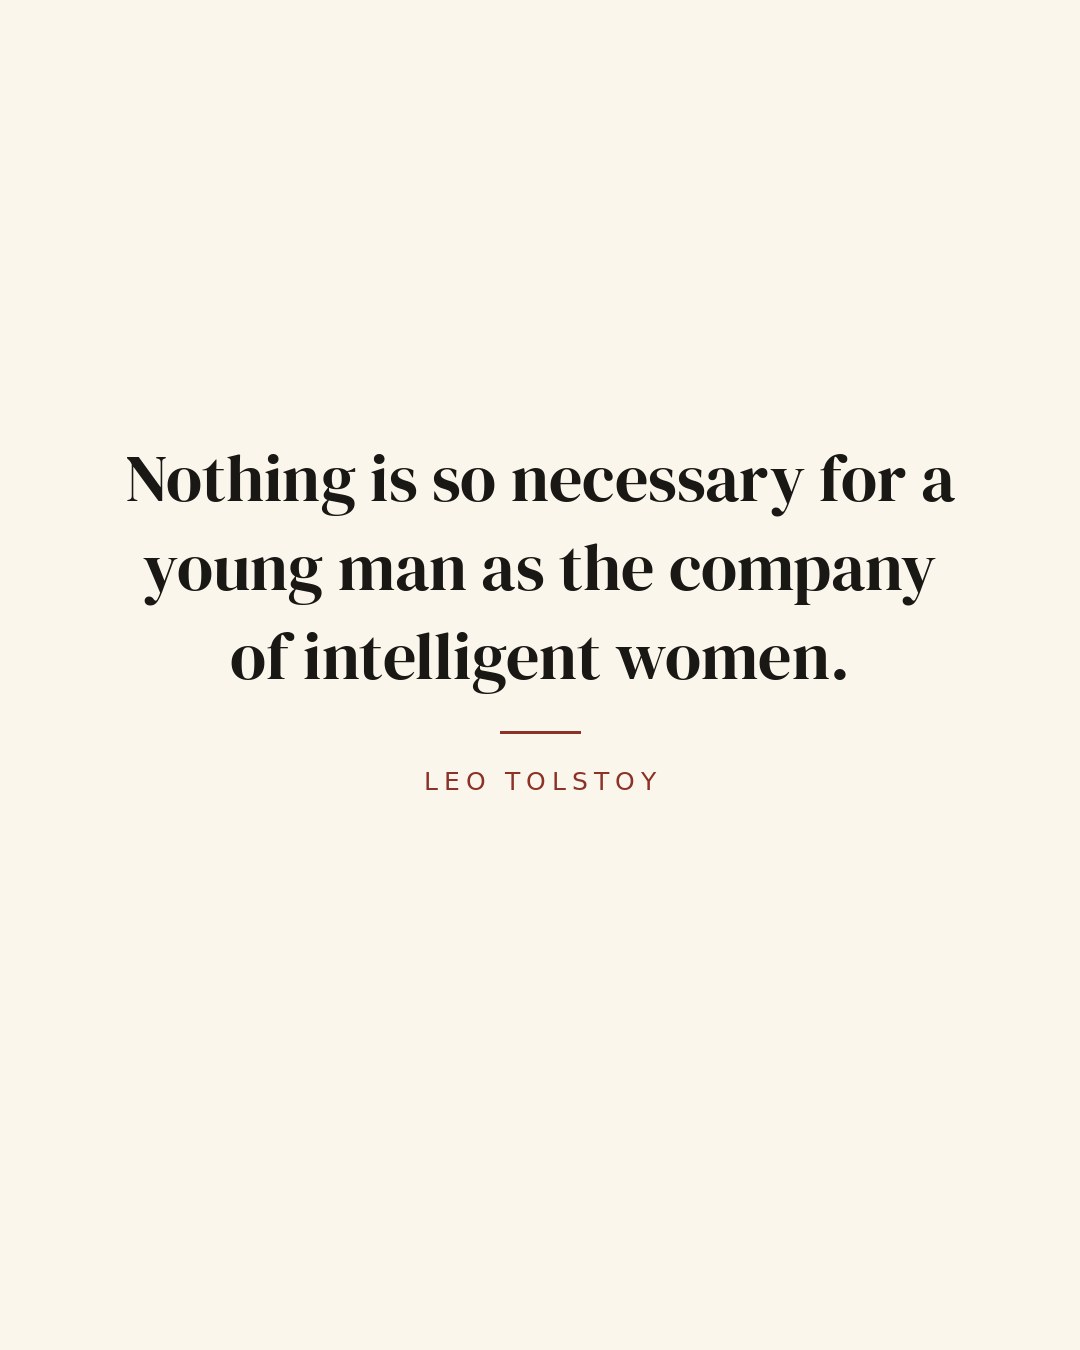 Nothing is so necessary for a
young man as the company
of intelligent women.
LEO TOLSTOY